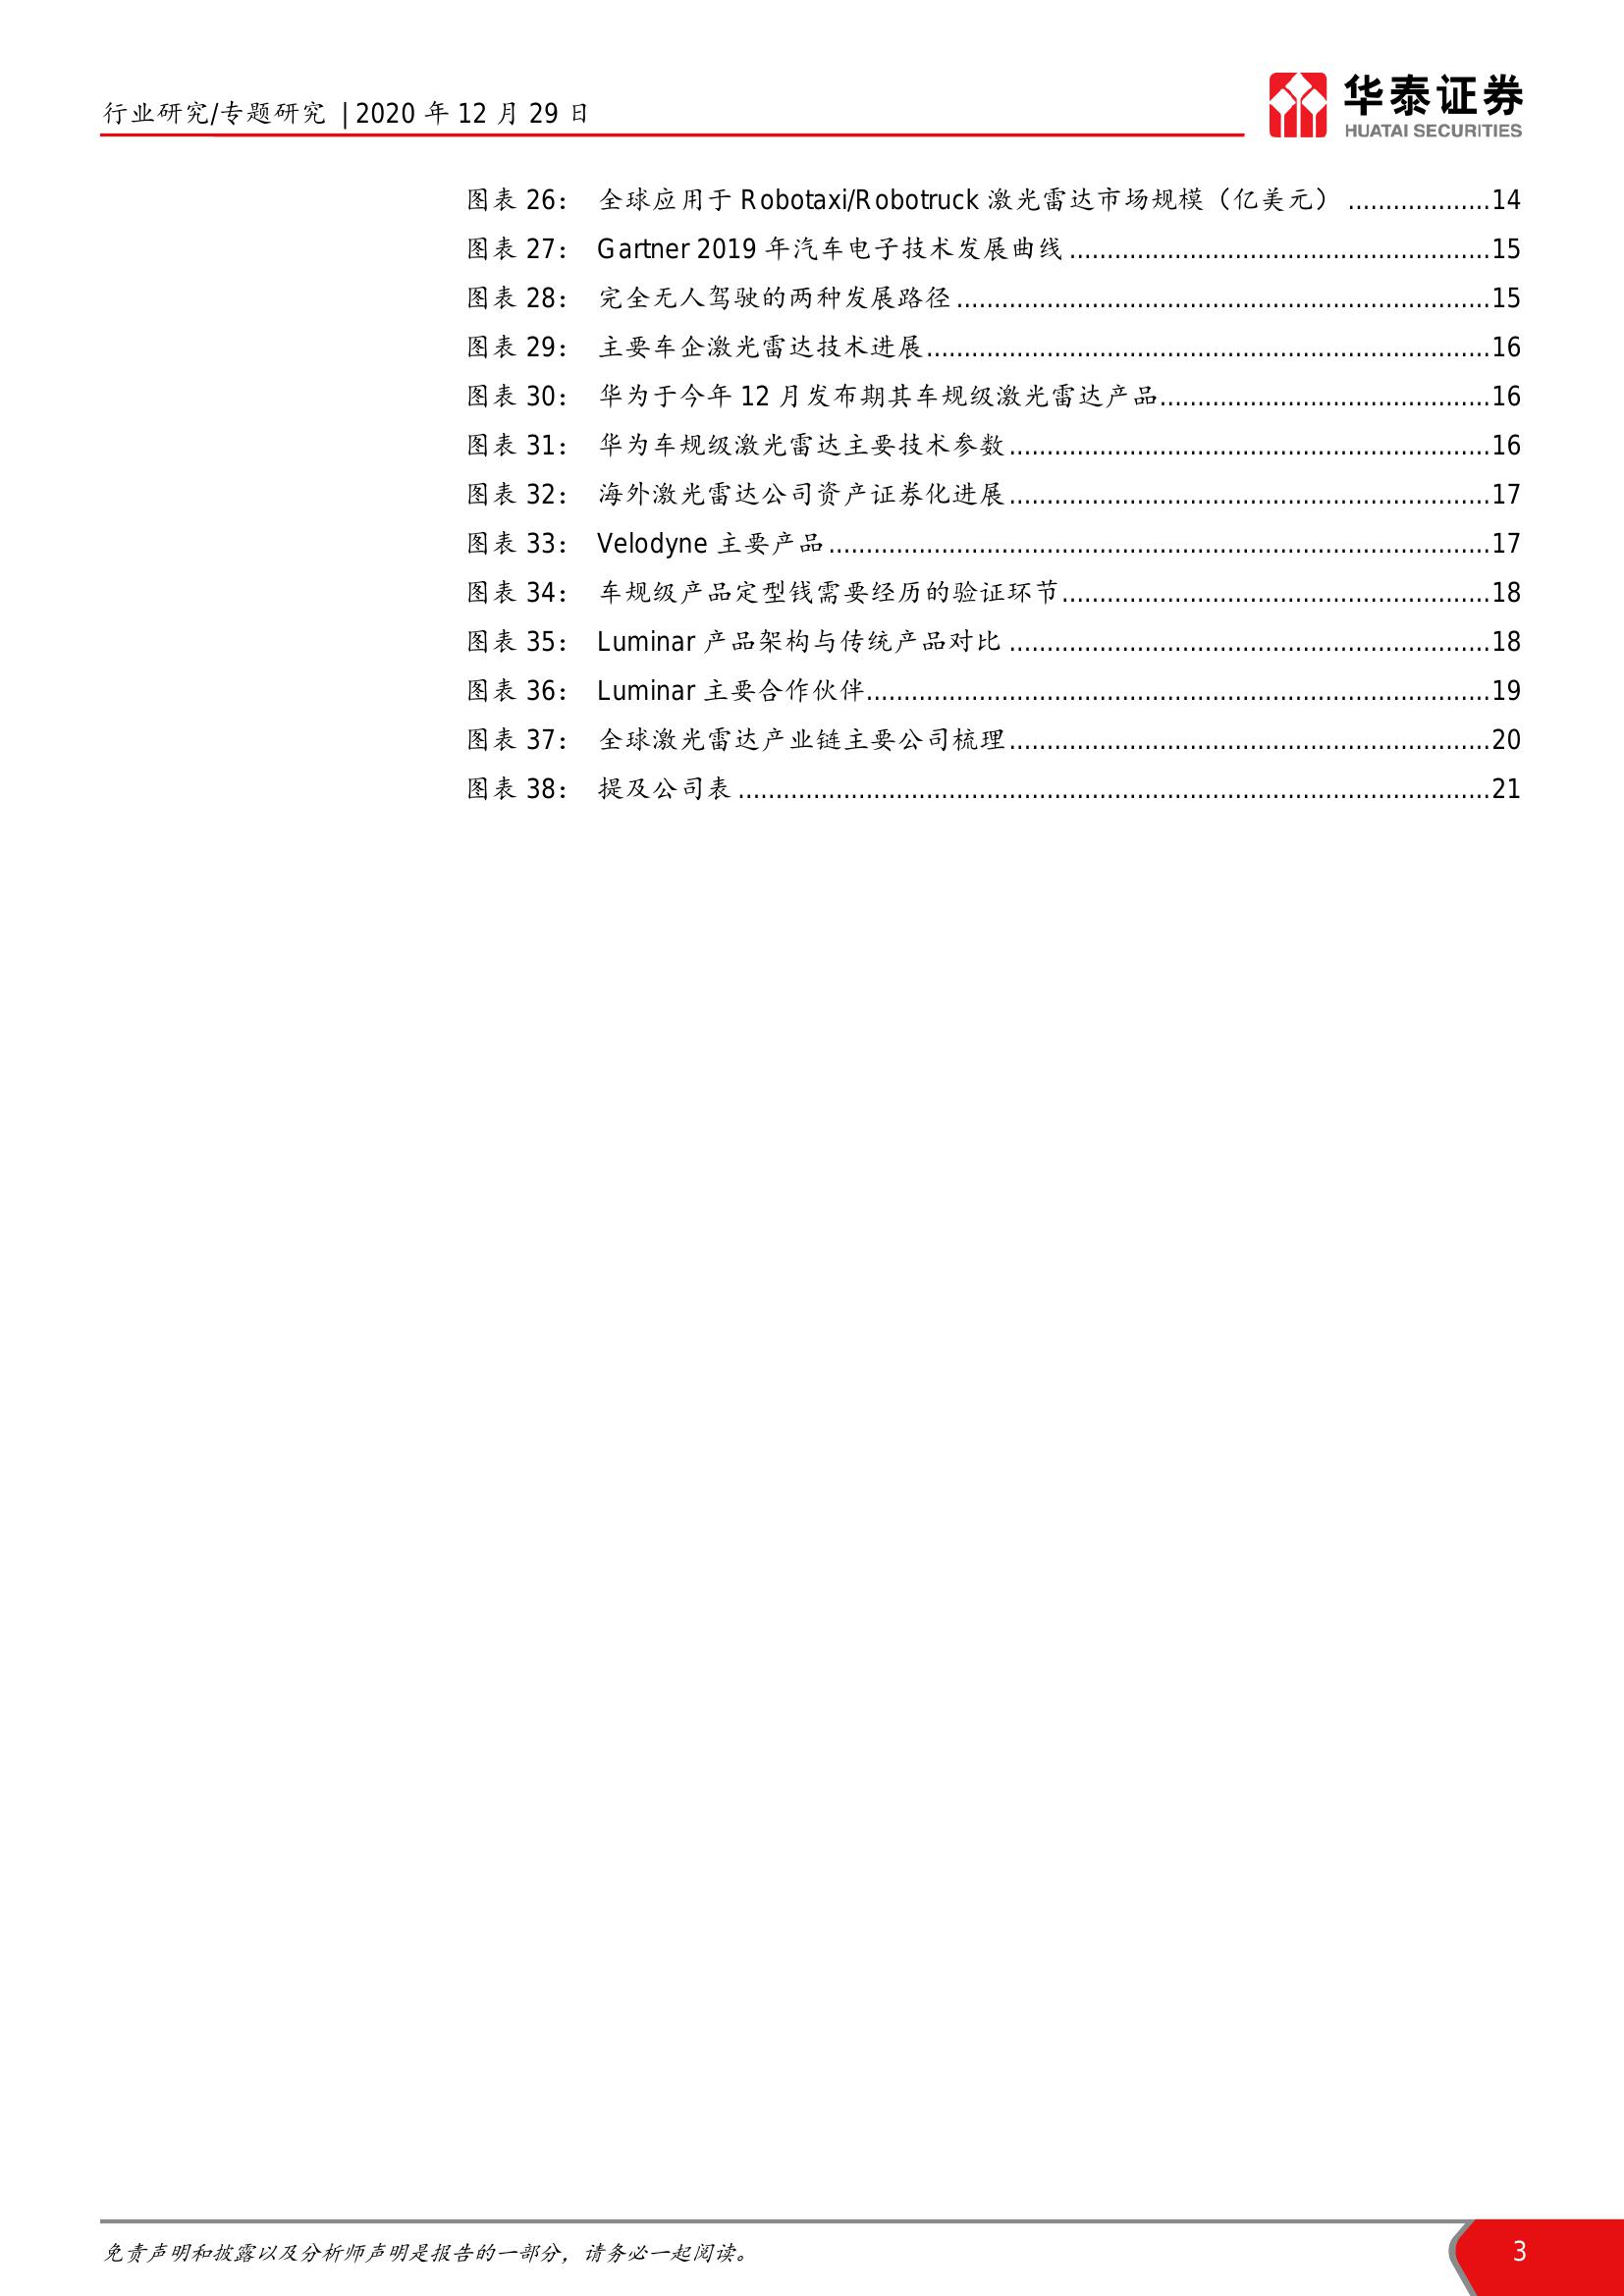 行业研究/专题研究 | 2020 年 12 月 29 日
华泰证券
HUATAI SECURITIES
图表 26： 全球应用于 Robotaxi/Robotruck 激光雷达市场规模（亿美元） ...................14
图表 27： Gartner 2019 年汽车电子技术发展曲线 ........................................................15
图表 28： 完全无人驾驶的两种发展路径 .......................................................................15
图表 29： 主要车企激光雷达技术进展...........................................................................16
图表 30： 华为于今年 12 月发布期其车规级激光雷达产品............................................16
图表 31： 华为车规级激光雷达主要技术参数................................................................16
图表 32： 海外激光雷达公司资产证券化进展................................................................17
图表 33： Velodyne 主要产品........................................................................................17
图表 34： 车规级产品定型钱需要经历的验证环节.........................................................18
图表 35： Luminar 产品架构与传统产品对比 ................................................................18
图表 36： Luminar 主要合作伙伴...................................................................................19
图表 37： 全球激光雷达产业链主要公司梳理................................................................20
图表 38： 提及公司表 ....................................................................................................21
免责声明和披露以及分析师声明是报告的一部分，请务必一起阅读。
3